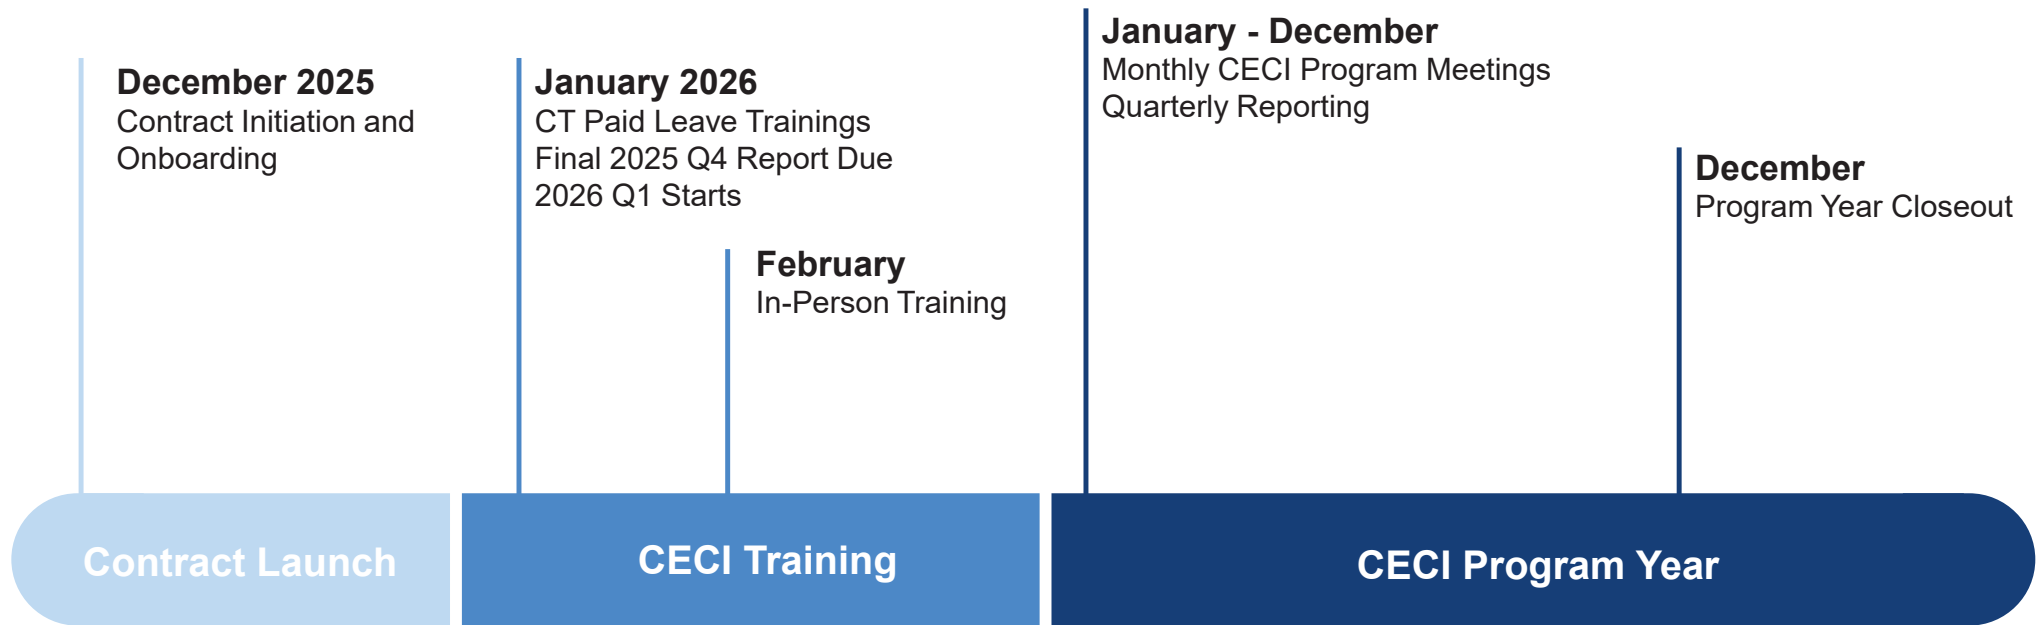 December 2025
Contract Initiation and
Onboarding
January 2026
CT Paid Leave Trainings
Final 2025 Q4 Report Due
2026 Q1 Starts
February
In-Person Training
January - December
Monthly CECI Program Meetings
Quarterly Reporting
December
Program Year Closeout
Contract Launch
CECI Training
CECI Program Year